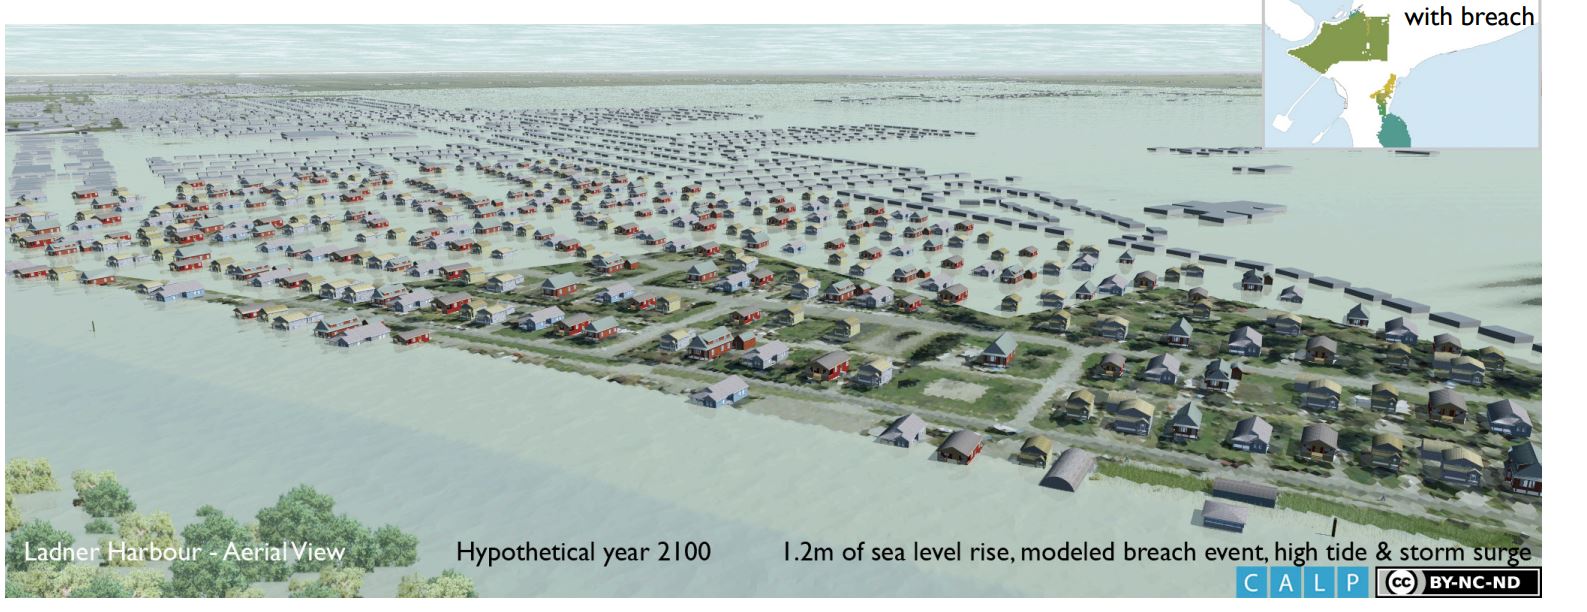 with breach
Ladner Harbour - Aerial View
Hypothetical year 2100
1.2m of sea level rise, modeled breach event, high tide & storm surge
C A L P
cc BY-NC-ND